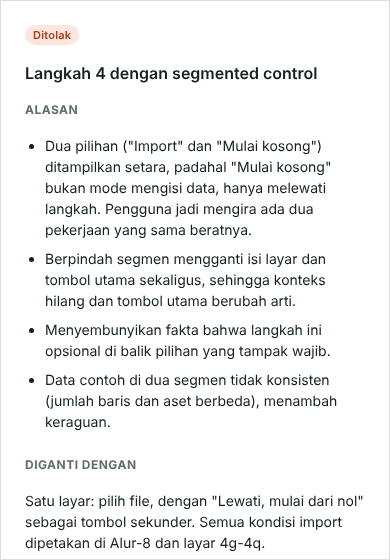 Ditolak
Langkah 4 dengan segmented control
ALASAN
• Dua pilihan ("Import" dan "Mulai kosong")
ditampilkan setara, padahal "Mulai kosong"
bukan mode mengisi data, hanya melewati
langkah. Pengguna jadi mengira ada dua
pekerjaan yang sama beratnya.
• Berpindah segmen mengganti isi layar dan
tombol utama sekaligus, sehingga konteks
hilang dan tombol utama berubah arti.
• Menyembunyikan fakta bahwa langkah ini
opsional di balik pilihan yang tampak wajib.
• Data contoh di dua segmen tidak konsisten
(jumlah baris dan aset berbeda), menambah
keraguan.
DIGANTI DENGAN
Satu layar: pilih file, dengan "Lewati, mulai dari nol"
sebagai tombol sekunder. Semua kondisi import
dipetakan di Alur-8 dan layar 4g-4q.